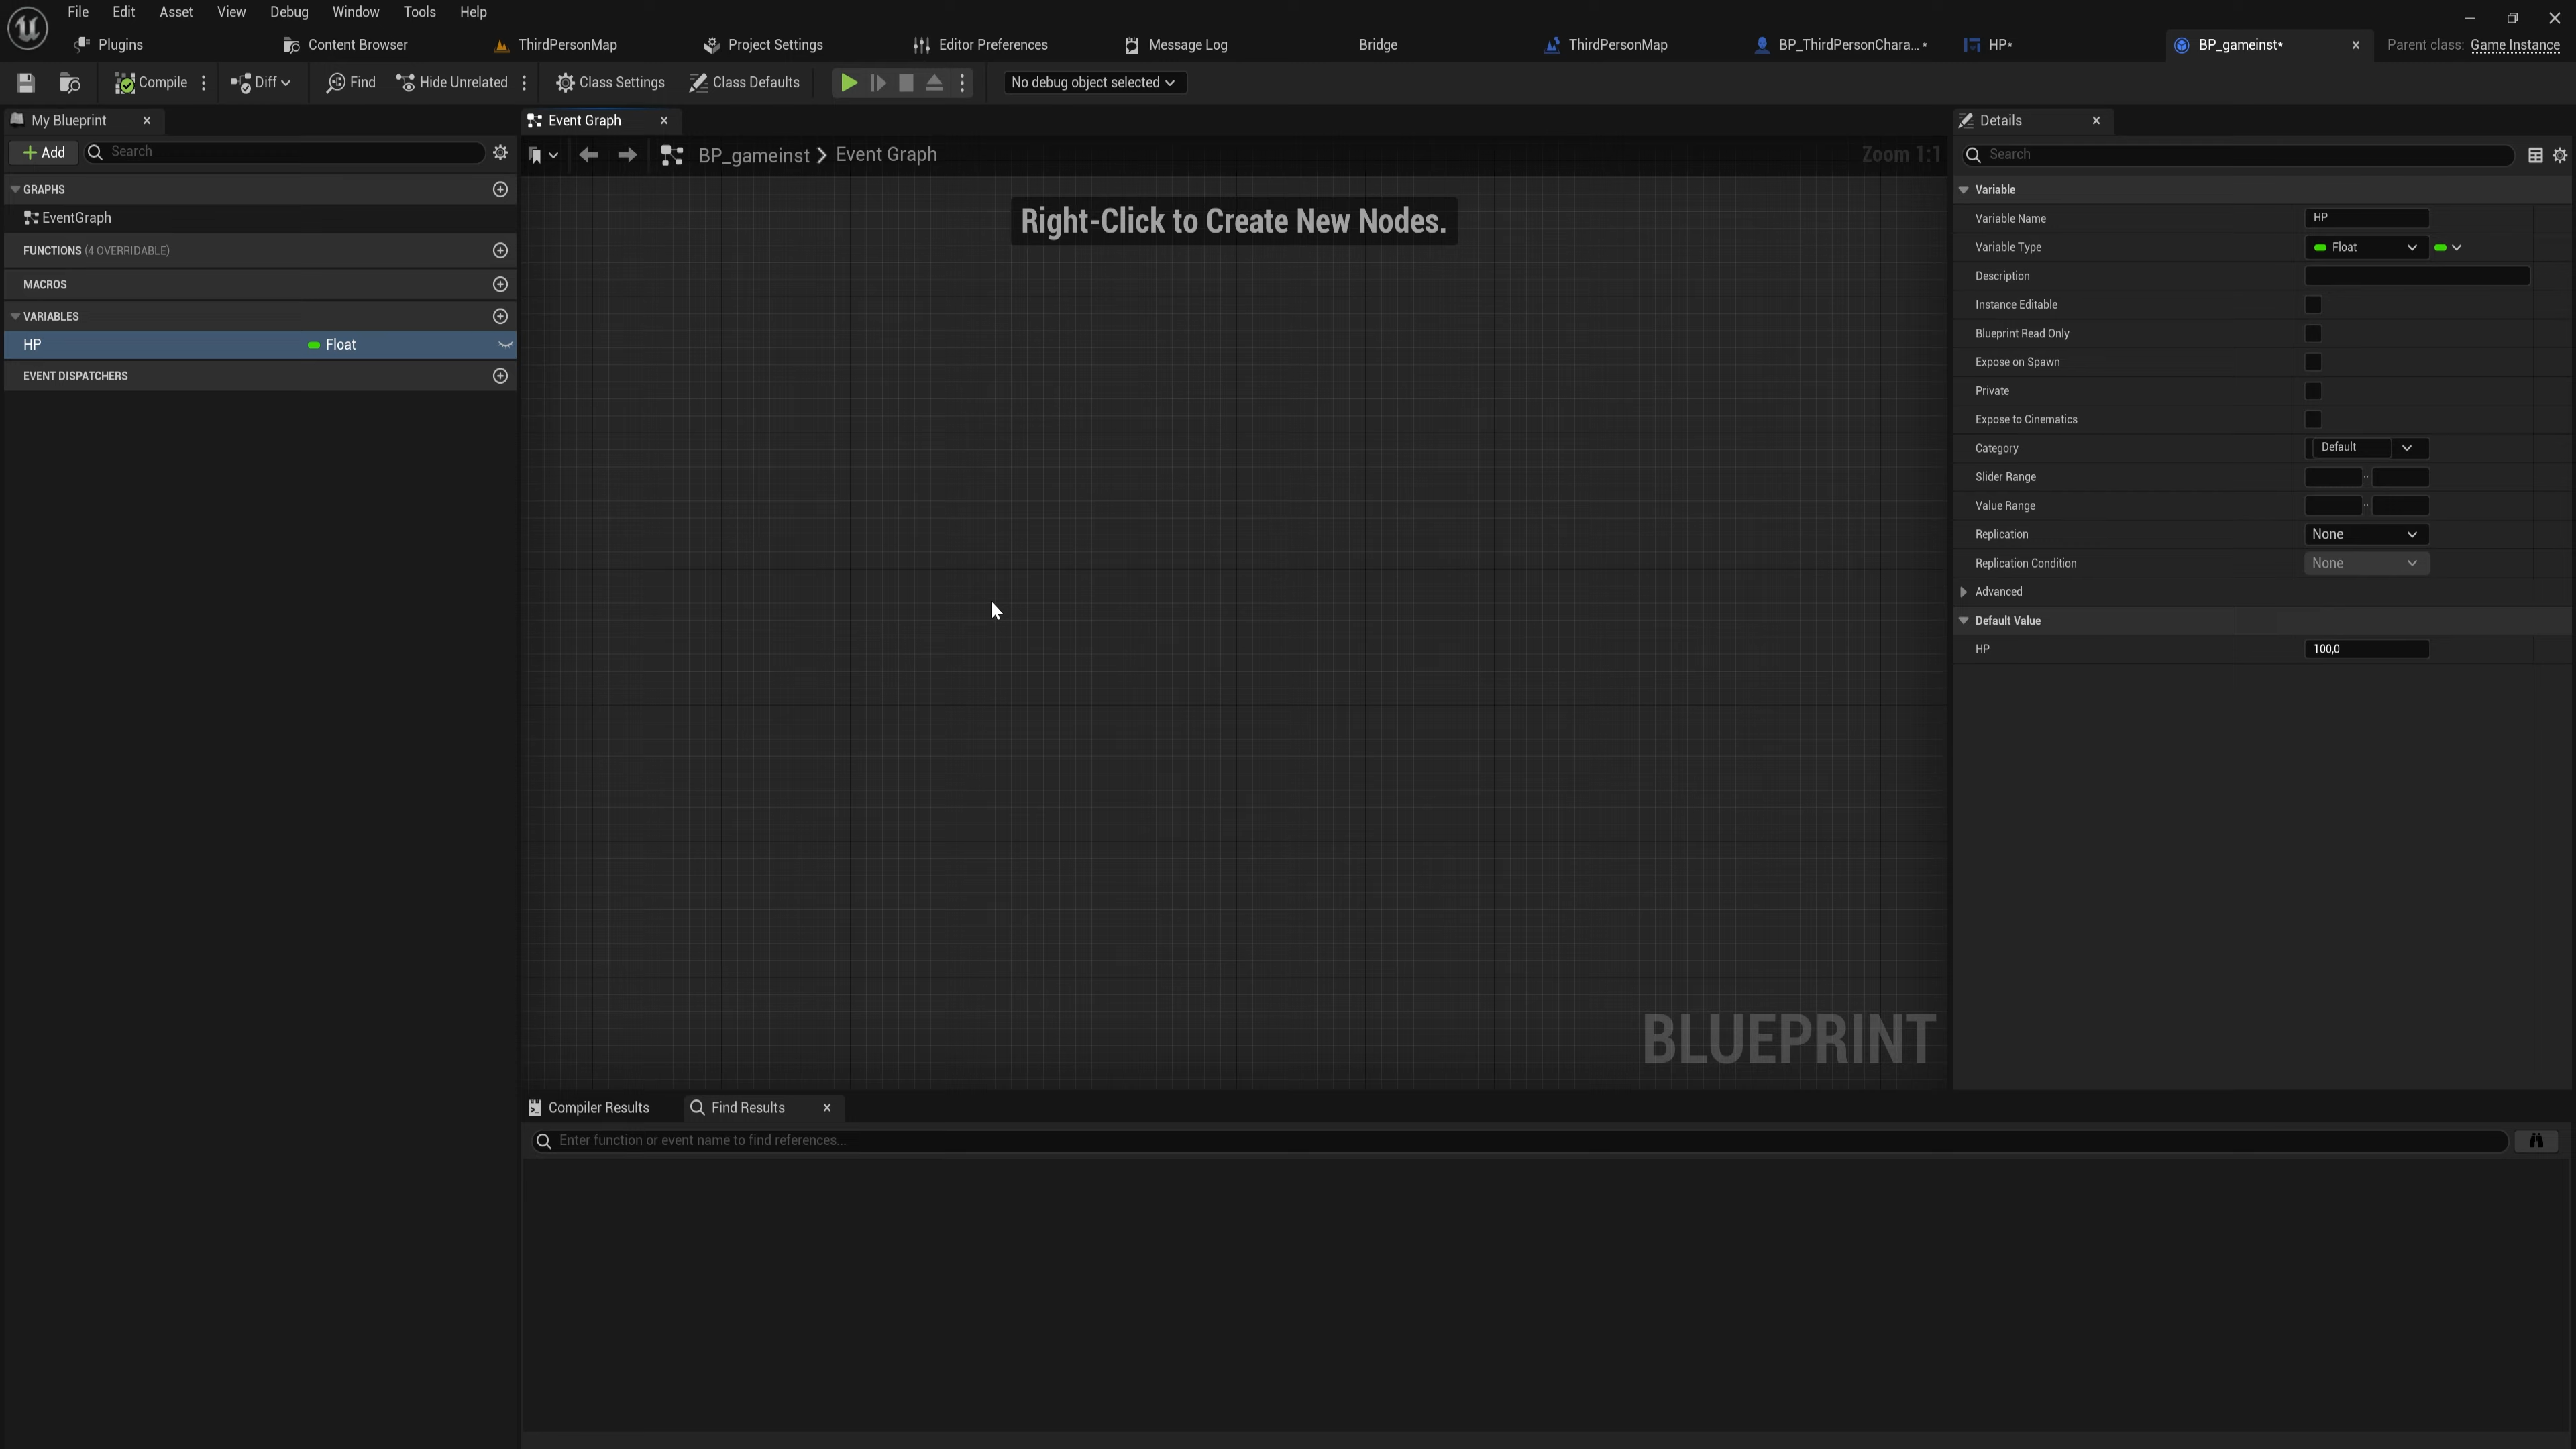 File Edit Asset View Debug Window Tools Help
Plugins Content Browser ThirdPersonMap Project Settings Editor Preferences Message Log Bridge ThirdPersonMap BP_ThirdPersonChara...* HP* BP_gameinst* Parent class: Game Instance
Compile Diff Find Hide Unrelated Class Settings Class Defaults No debug object selected
My Blueprint
Add Search
GRAPHS
EventGraph
FUNCTIONS (4 OVERRIDABLE)
MACROS
VARIABLES
HP Float
EVENT DISPATCHERS
Event Graph
BP_gameinst > Event Graph Zoom 1:1
Right-Click to Create New Nodes.
BLUEPRINT
Compiler Results Find Results
Enter function or event name to find references...
Details
Search
Variable
Variable Name HP
Variable Type Float
Description
Instance Editable
Blueprint Read Only
Expose on Spawn
Private
Expose to Cinematics
Category Default
Slider Range ..
Value Range ..
Replication None
Replication Condition None
Advanced
Default Value
HP 100,0